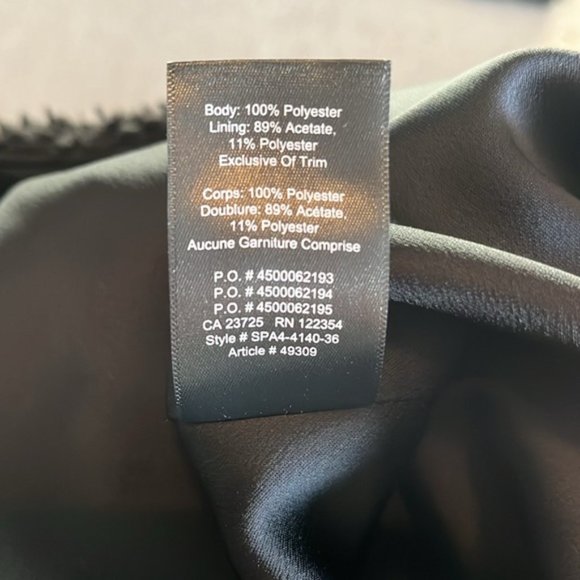 Body: 100% Polyester
Lining: 89% Acetate,
11% Polyester
Exclusive Of Trim
Corps: 100% Polyester
Doublure: 89% Acétate,
11% Polyester
Aucune Garniture Comprise
P.O. # 4500062193
P.O. # 4500062194
P.O. # 4500062195
CA 23725 RN 122354
Style # SPA4-4140-36
Article # 49309